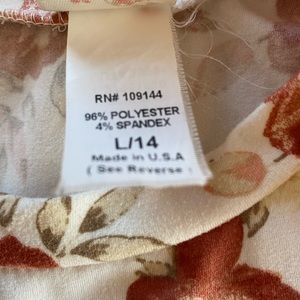 RN# 109144
96% POLYESTER
4% SPANDEX
L/14
Made in U.S.A
( See Reverse